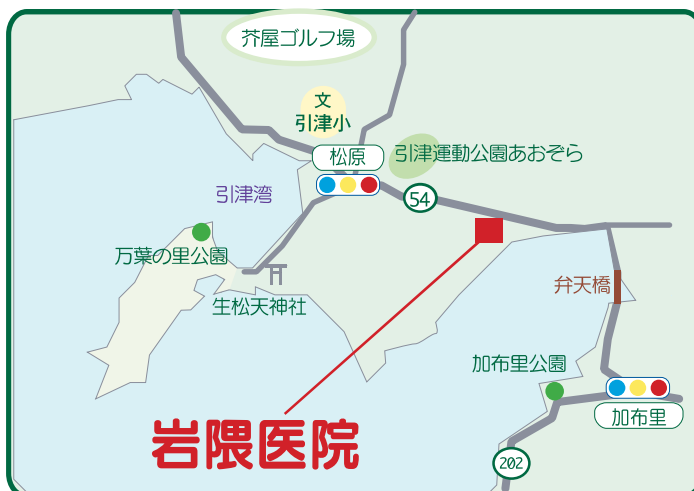 芥屋ゴルフ場
文
引津小
松原
引津運動公園あおぞら
引津湾
54
万葉の里公園
生松天神社
弁天橋
加布里公園
加布里
岩隈医院
202